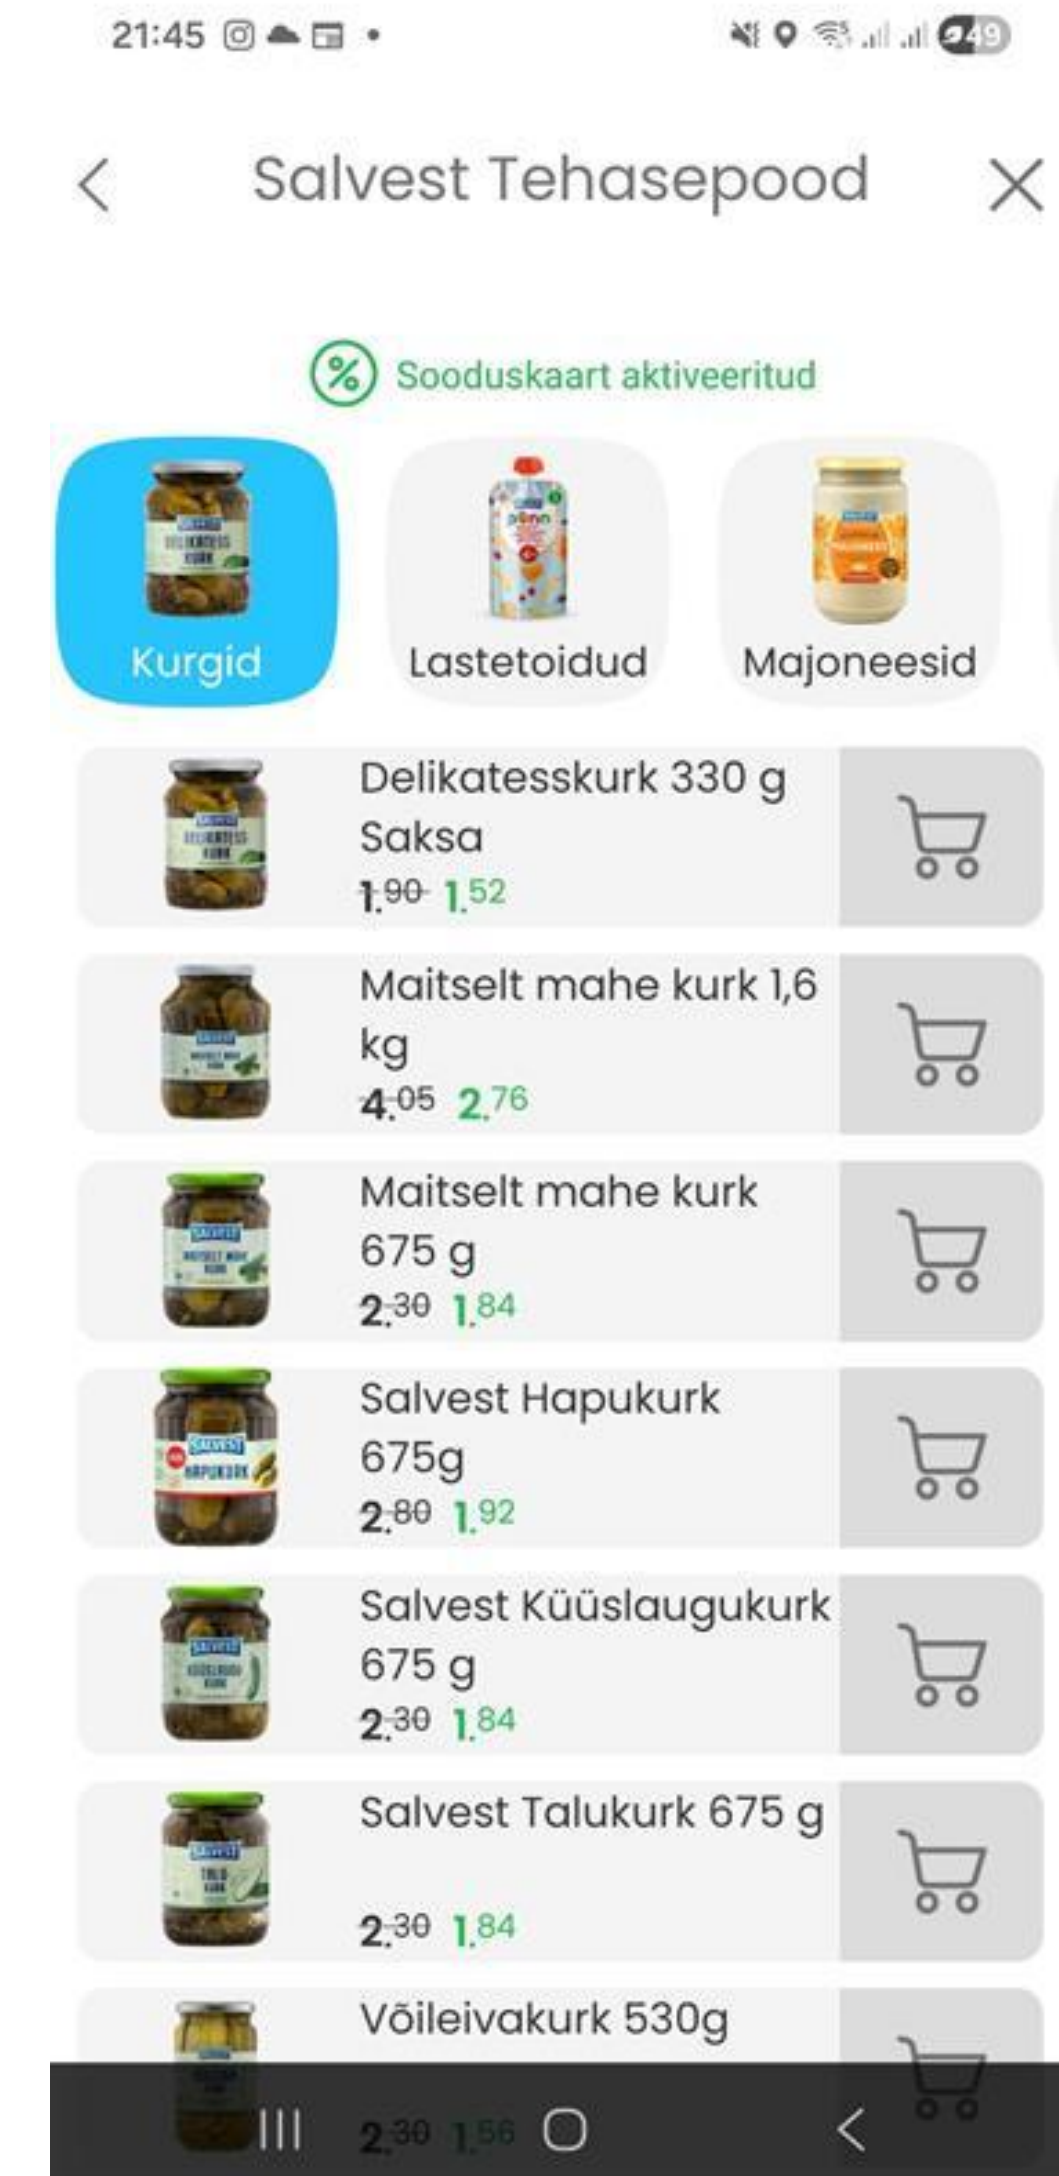 21:45
49
Salvest Tehasepood
% Sooduskaart aktiveeritud
Kurgid
Lastetoidud
Majoneesid
Delikatesskurk 330 g
Saksa
1.90 1.52
Maitselt mahe kurk 1,6
kg
4.05 2.76
Maitselt mahe kurk
675 g
2.30 1.84
SALVEST
HAPUKURK
Salvest Hapukurk
675g
2.80 1.92
Salvest Küüslaugukurk
675 g
2.30 1.84
Salvest Talukurk 675 g
2.30 1.84
Võileivakurk 530g
2.30 1.56